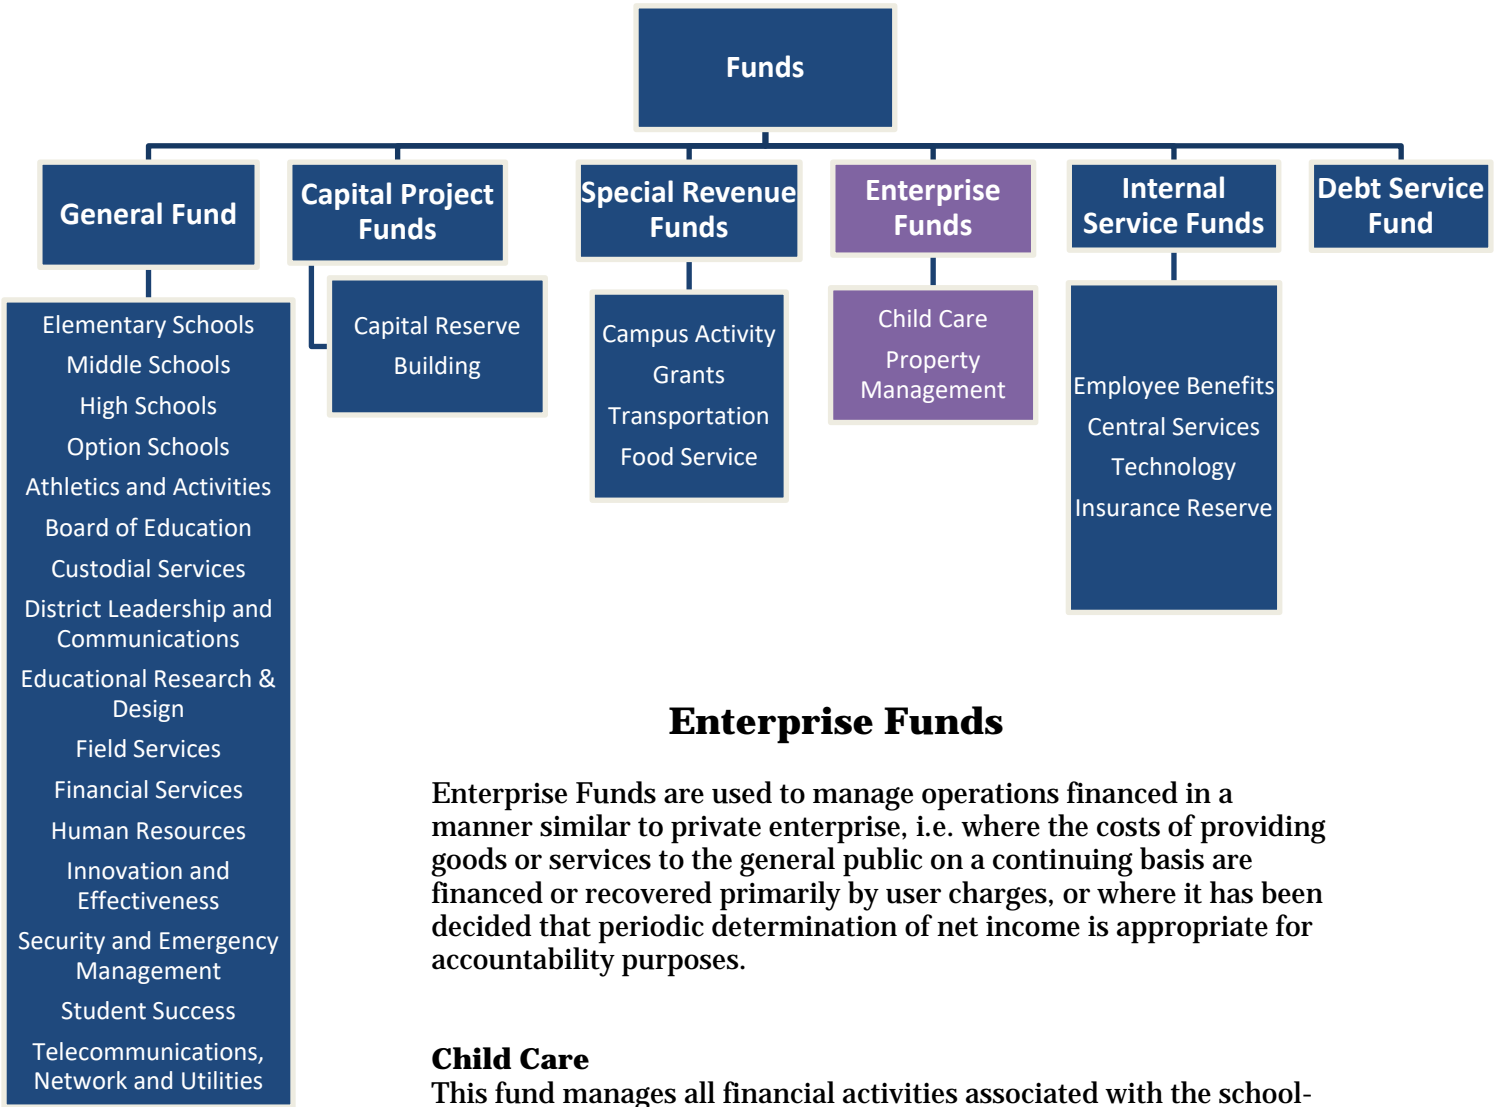 Funds
General Fund
Capital Project
Funds
Special Revenue
Funds
Enterprise
Funds
Internal
Service Funds
Debt Service
Fund
Elementary Schools
Middle Schools
High Schools
Option Schools
Athletics and Activities
Board of Education
Custodial Services
District Leadership and
Communications
Educational Research &
Design
Field Services
Financial Services
Human Resources
Innovation and
Effectiveness
Security and Emergency
Management
Student Success
Telecommunications,
Network and Utilities
Capital Reserve
Building
Campus Activity
Grants
Transportation
Food Service
Child Care
Property
Management
Employee Benefits
Central Services
Technology
Insurance Reserve
Enterprise Funds
Enterprise Funds are used to manage operations financed in a
manner similar to private enterprise, i.e. where the costs of providing
goods or services to the general public on a continuing basis are
financed or recovered primarily by user charges, or where it has been
decided that periodic determination of net income is appropriate for
accountability purposes.
Child Care
This fund manages all financial activities associated with the school-